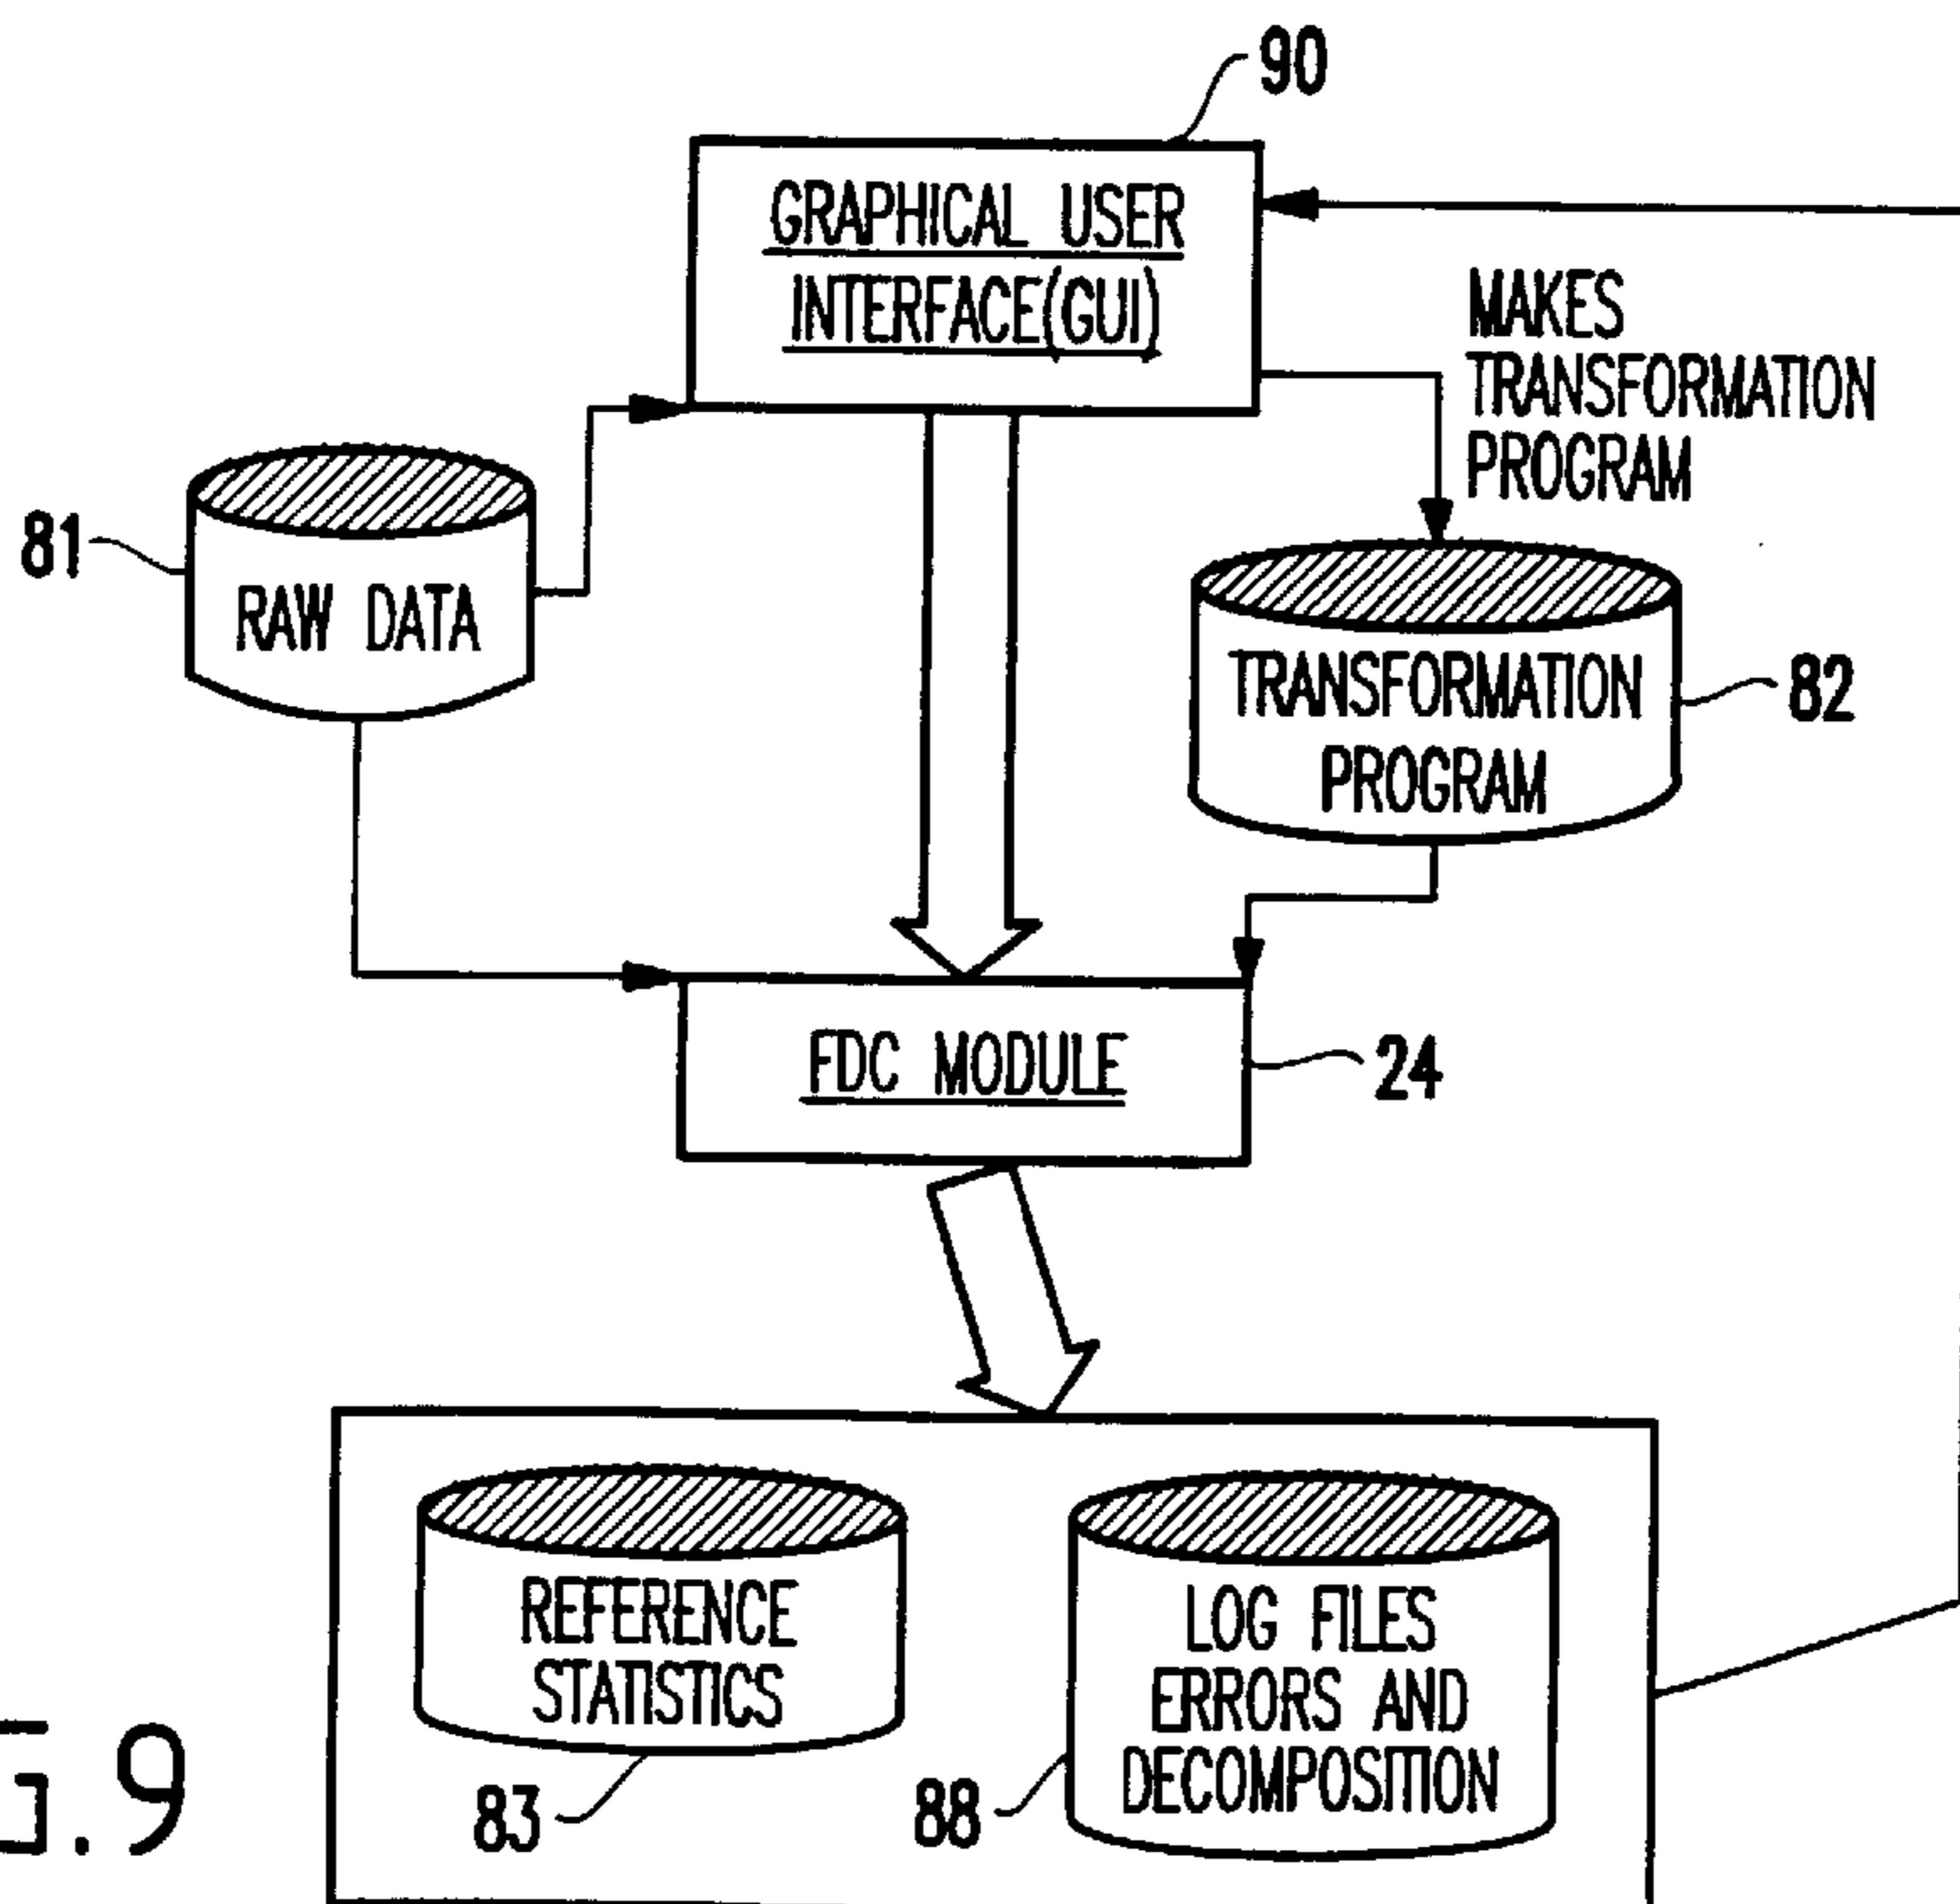 90
GRAPHICAL USER
INTERFACE(GUI)
MAKES
TRANSFORMATION
PROGRAM
81
RAW DATA
TRANSFORMATION
PROGRAM
82
FDC MODULE
24
REFERENCE
STATISTICS
83
LOG FILES
ERRORS AND
DECOMPOSITION
88
G.9